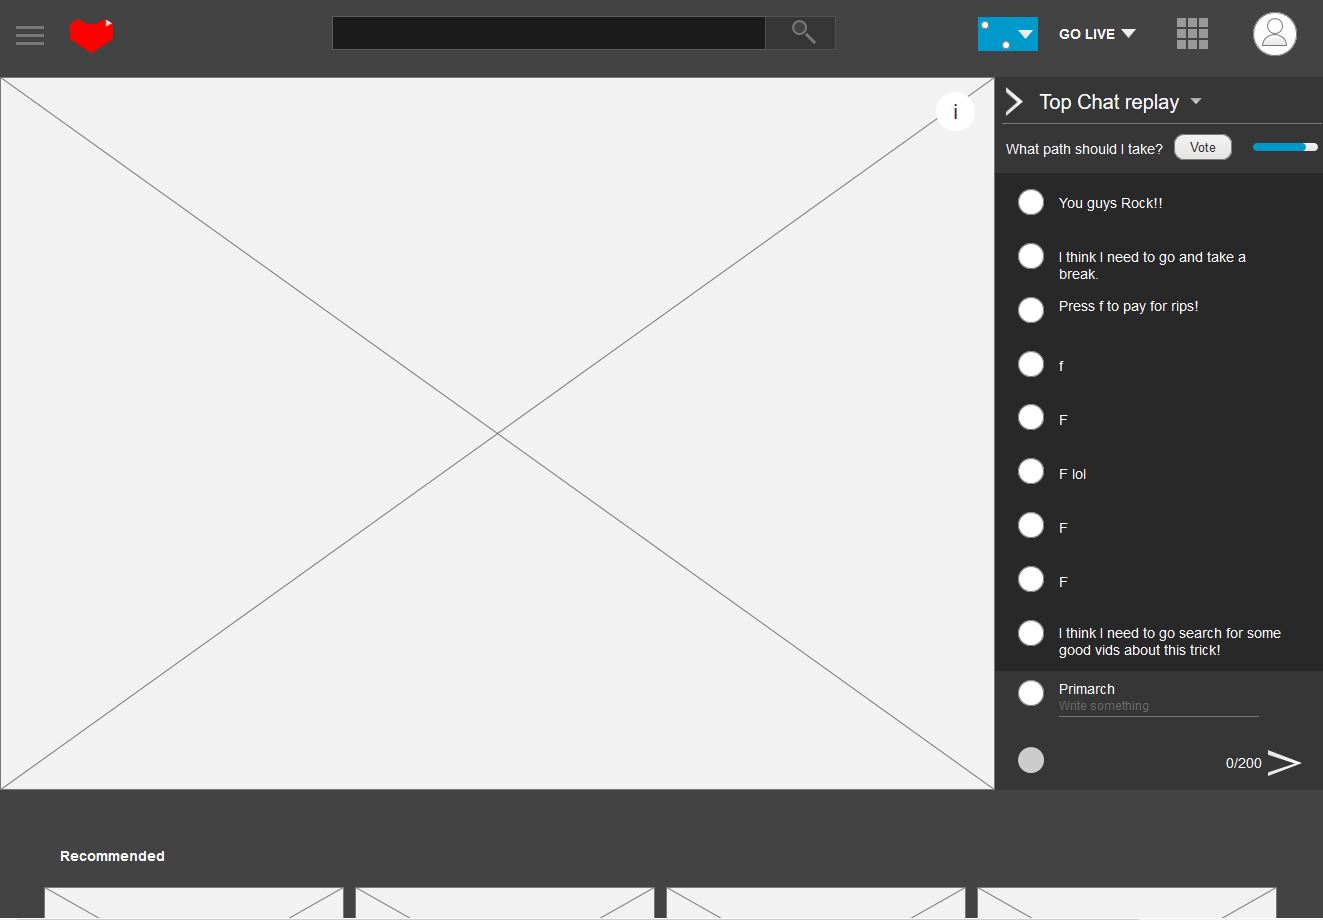 GO LIVE
i
Top Chat replay
What path should I take?
Vote
You guys Rock!!
I think I need to go and take a
break.
Press f to pay for rips!
f
F
F lol
F
F
I think I need to go search for some
good vids about this trick!
Primarch
Write something
0/200
Recommended